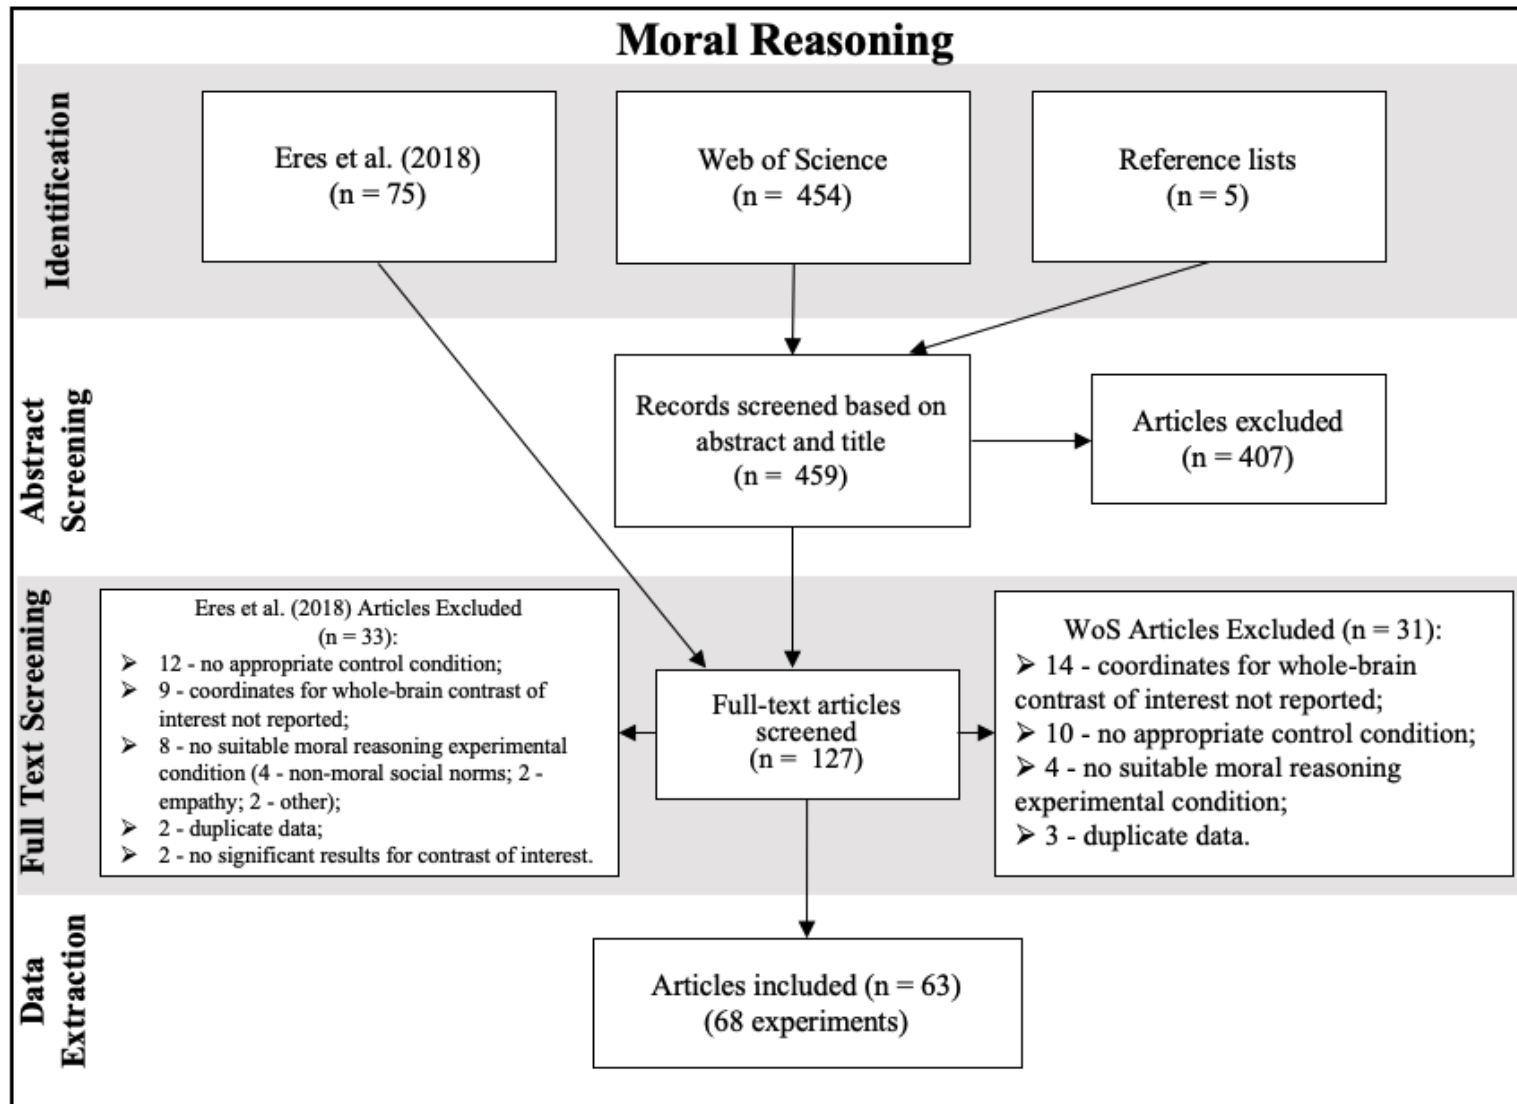 Moral Reasoning
Identification
Eres et al. (2018)
(n = 75)
Web of Science
(n =  454)
Reference lists
(n = 5)
Abstract
Screening
Records screened based on
abstract and title
(n =  459)
Articles excluded
(n = 407)
Full Text Screening
Eres et al. (2018) Articles Excluded
(n = 33):
➢ 12 - no appropriate control condition;
➢ 9 - coordinates for whole-brain contrast of
interest not reported;
➢ 8 - no suitable moral reasoning experimental
condition (4 - non-moral social norms; 2 -
empathy; 2 - other);
➢ 2 - duplicate data;
➢ 2 - no significant results for contrast of interest.
Full-text articles
screened
(n =  127)
WoS Articles Excluded (n = 31):
➢ 14 - coordinates for whole-brain
contrast of interest not reported;
➢ 10 - no appropriate control condition;
➢ 4 - no suitable moral reasoning
experimental condition;
➢ 3 - duplicate data.
Data
Extraction
Articles included (n = 63)
(68 experiments)